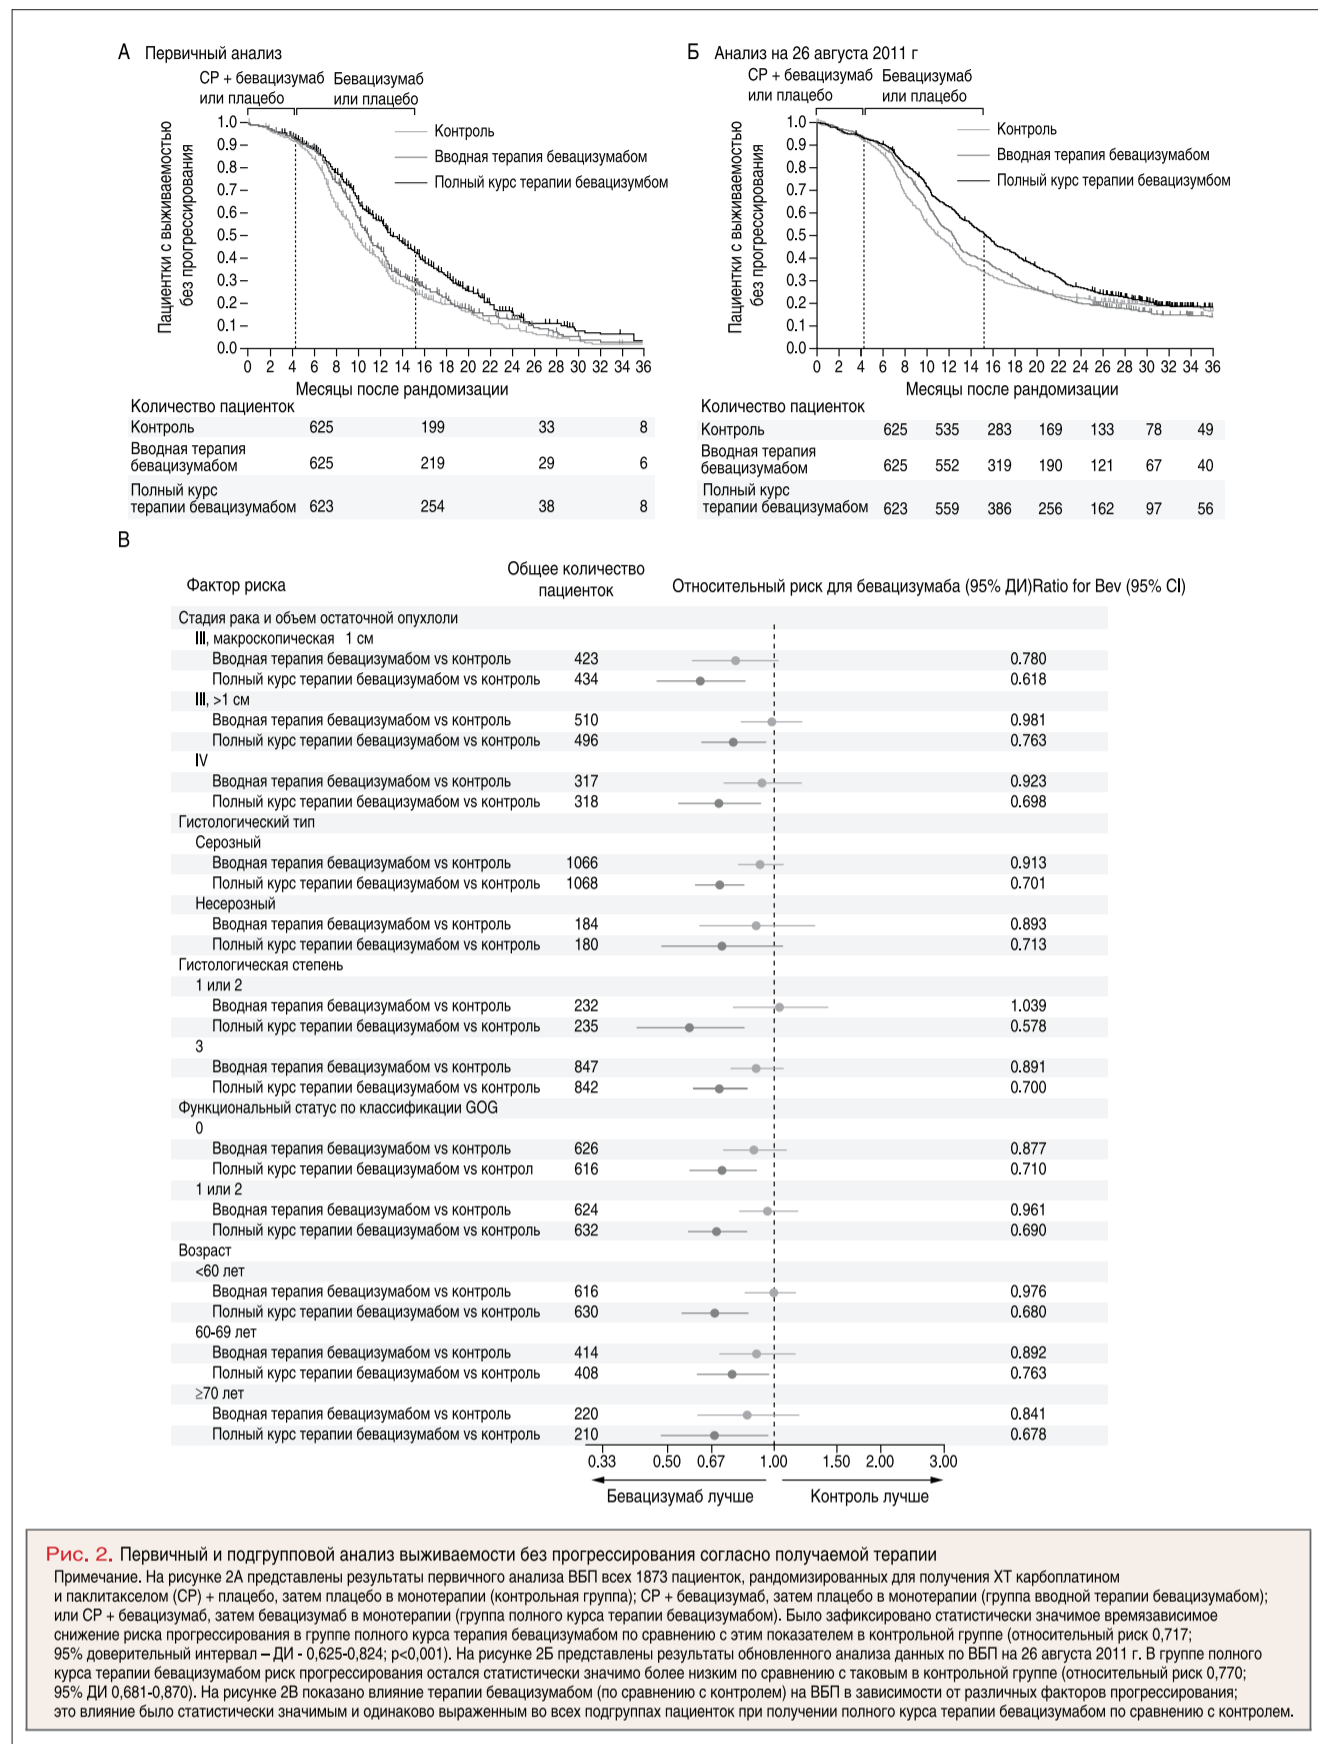 А Первичный анализ
СР + бевацизумаб или плацебо
Бевацизумаб или плацебо
Пациентки с выживаемостью без прогрессирования
1.0
0.9
0.8
0.7
0.6
0.5
0.4
0.3
0.2
0.1
0.0
Контроль
Вводная терапия бевацизумабом
Полный курс терапии бевацизумбом
0 2 4 6 8 10 12 14 16 18 20 22 24 26 28 30 32 34 36
Месяцы после рандомизации
Количество пациенток
Контроль 625 199 33 8
Вводная терапия
бевацизумабом 625 219 29 6
Полный курс
терапии бевацизумабом 623 254 38 8
Б Анализ на 26 августа 2011 г
СР + бевацизумаб или плацебо
Бевацизумаб или плацебо
Пациентки с выживаемостью без прогрессирования
1.0
0.9
0.8
0.7
0.6
0.5
0.4
0.3
0.2
0.1
0.0
Контроль
Вводная терапия бевацизумабом
Полный курс терапии бевацизумбом
0 2 4 6 8 10 12 14 16 18 20 22 24 26 28 30 32 34 36
Месяцы после рандомизации
Количество пациенток
Контроль 625 535 283 169 133 78 49
Вводная терапия
бевацизумабом 625 552 319 190 121 67 40
Полный курс
терапии бевацизумабом 623 559 386 256 162 97 56
В
Фактор риска
Общее количество
пациенток
Относительный риск для бевацизумаба (95% ДИ)Ratio for Bev (95% CI)
Стадия рака и объем остаточной опухлоли
III, макроскопическая 1 см
Вводная терапия бевацизумабом vs контроль 423 0.780
Полный курс терапии бевацизумабом vs контроль 434 0.618
III, >1 см
Вводная терапия бевацизумабом vs контроль 510 0.981
Полный курс терапии бевацизумабом vs контроль 496 0.763
IV
Вводная терапия бевацизумабом vs контроль 317 0.923
Полный курс терапии бевацизумабом vs контроль 318 0.698
Гистологический тип
Серозный
Вводная терапия бевацизумабом vs контроль 1066 0.913
Полный курс терапии бевацизумабом vs контроль 1068 0.701
Несерозный
Вводная терапия бевацизумабом vs контроль 184 0.893
Полный курс терапии бевацизумабом vs контроль 180 0.713
Гистологическая степень
1 или 2
Вводная терапия бевацизумабом vs контроль 232 1.039
Полный курс терапии бевацизумабом vs контроль 235 0.578
3
Вводная терапия бевацизумабом vs контроль 847 0.891
Полный курс терапии бевацизумабом vs контроль 842 0.700
Функциональный статус по классификации GOG
0
Вводная терапия бевацизумабом vs контроль 626 0.877
Полный курс терапии бевацизумабом vs контрол 616 0.710
1 или 2
Вводная терапия бевацизумабом vs контроль 624 0.961
Полный курс терапии бевацизумабом vs контроль 632 0.690
Возраст
<60 лет
Вводная терапия бевацизумабом vs контроль 616 0.976
Полный курс терапии бевацизумабом vs контроль 630 0.680
60-69 лет
Вводная терапия бевацизумабом vs контроль 414 0.892
Полный курс терапии бевацизумабом vs контроль 408 0.763
≥70 лет
Вводная терапия бевацизумабом vs контроль 220 0.841
Полный курс терапии бевацизумабом vs контроль 210 0.678
0.33 0.50 0.67 1.00 1.50 2.00 3.00
Бевацизумаб лучше Контроль лучше
Рис. 2. Первичный и подгрупповой анализ выживаемости без прогрессирования согласно получаемой терапии
Примечание. На рисунке 2А представлены результаты первичного анализа ВБП всех 1873 пациенток, рандомизированных для получения ХТ карбоплатином
и паклитакселом (СР) + плацебо, затем плацебо в монотерапии (контрольная группа); СР + бевацизумаб, затем плацебо в монотерапии (группа вводной терапии бевацизумабом);
или СР + бевацизумаб, затем бевацизумаб в монотерапии (группа полного курса терапии бевацизумабом). Было зафиксировано статистически значимое времязависимое
снижение риска прогрессирования в группе полного курса терапия бевацизумабом по сравнению с этим показателем в контрольной группе (относительный риск 0,717;
95% доверительный интервал – ДИ - 0,625-0,824; p<0,001). На рисунке 2Б представлены результаты обновленного анализа данных по ВБП на 26 августа 2011 г. В группе полного
курса терапии бевацизумабом риск прогрессирования остался статистически значимо более низким по сравнению с таковым в контрольной группе (относительный риск 0,770;
95% ДИ 0,681-0,870). На рисунке 2В показано влияние терапии бевацизумабом (по сравнению с контролем) на ВБП в зависимости от различных факторов прогрессирования;
это влияние было статистически значимым и одинаково выраженным во всех подгруппах пациенток при получении полного курса терапии бевацизумабом по сравнению с контролем.